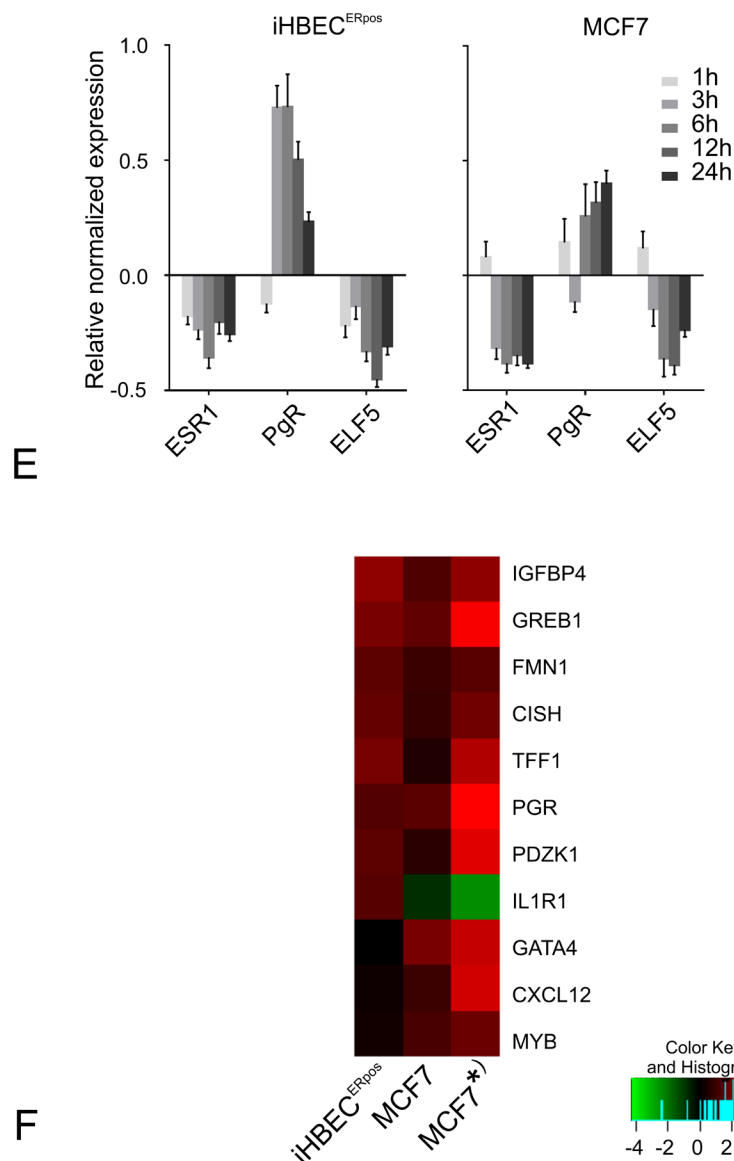 iHBEC^ERpos MCF7
Relative normalized expression
1.0
0.5
0.0
-0.5
1h
3h
6h
12h
24h
ESR1 PgR ELF5 ESR1 PgR ELF5
E
IGFBP4
GREB1
FMN1
CISH
TFF1
PGR
PDZK1
IL1R1
GATA4
CXCL12
MYB
iHBEC^ERpos MCF7 MCF7*)
Color Ke
and Histogr
-4 -2 0 2
F